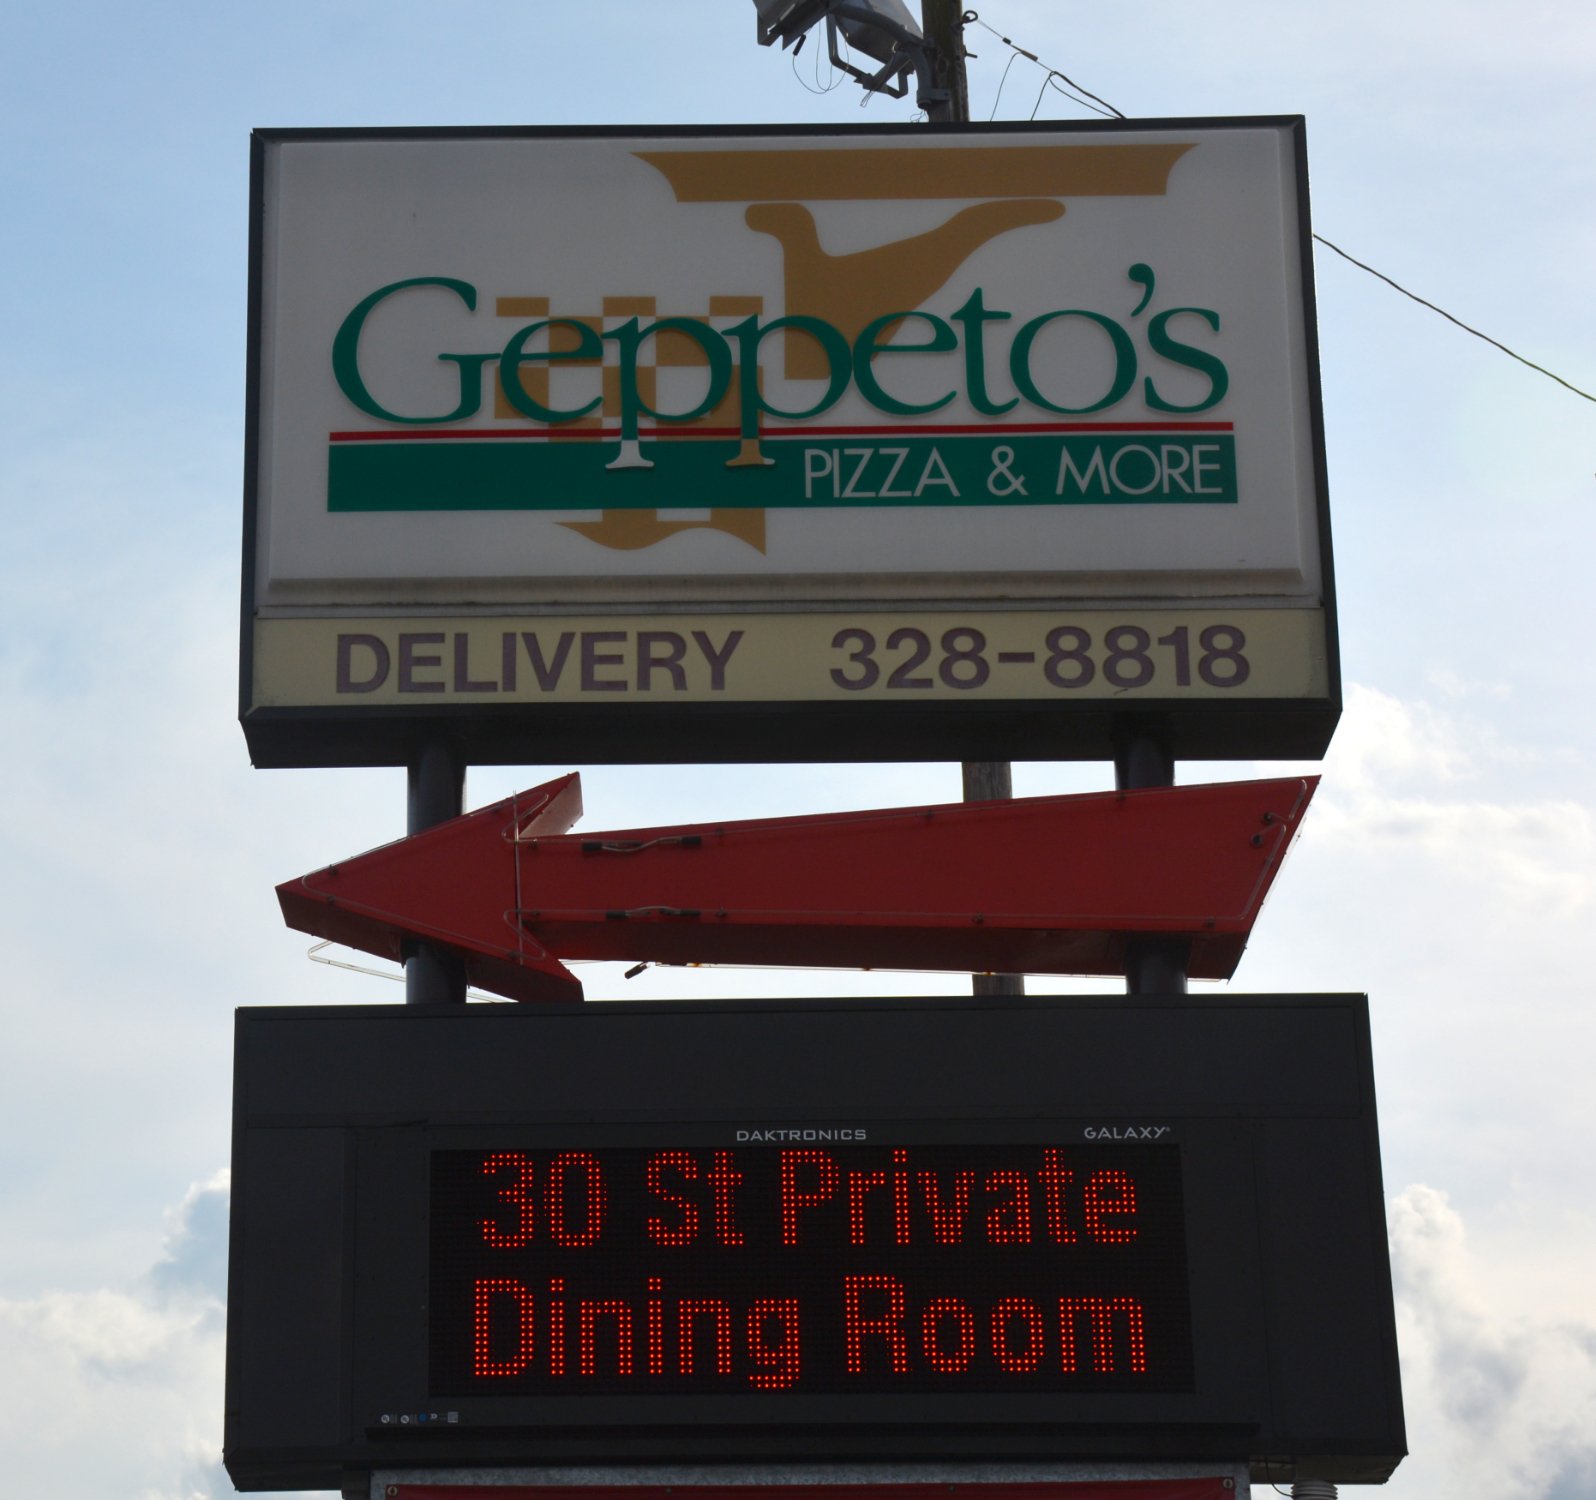 Geppeto's
PIZZA & MORE
DELIVERY 328-8818
DAKTRONICS GALAXY®
30 St Private
Dining Room